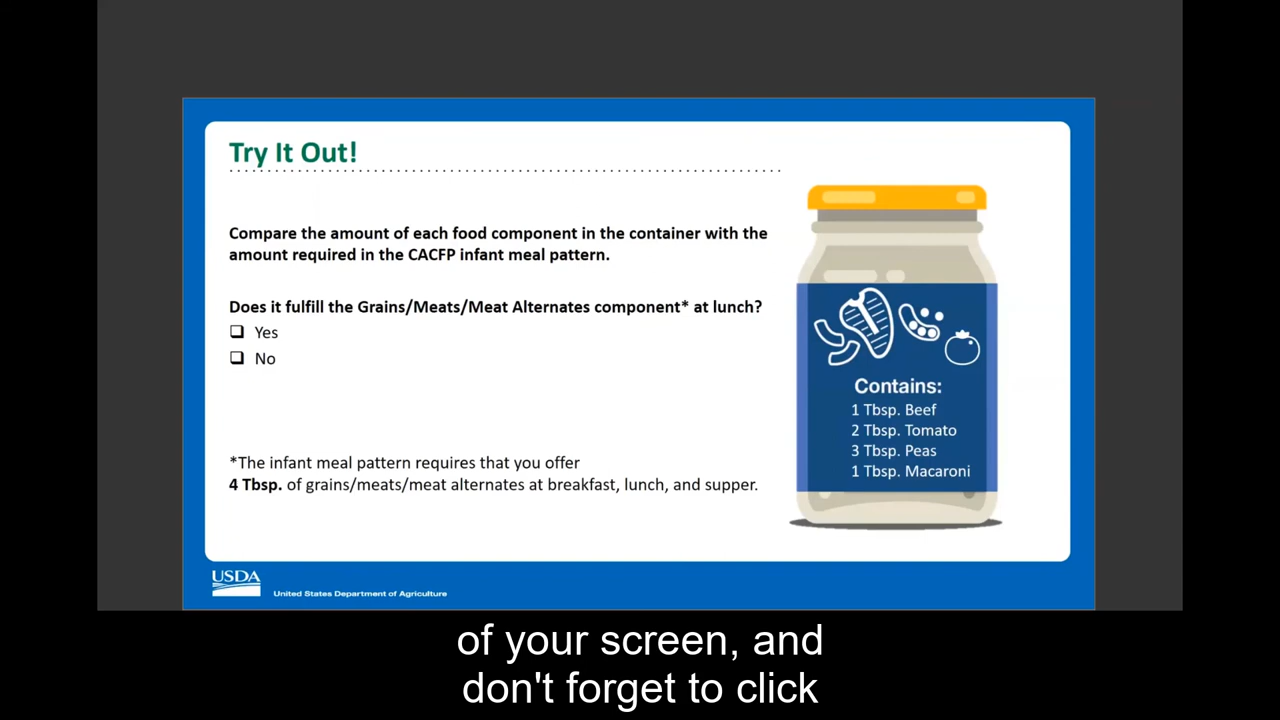 Try It Out!
Compare the amount of each food component in the container with the
amount required in the CACFP infant meal pattern.
Does it fulfill the Grains/Meats/Meat Alternates component* at lunch?
Yes
No
*The infant meal pattern requires that you offer
4 Tbsp. of grains/meats/meat alternates at breakfast, lunch, and supper.
Contains:
1 Tbsp. Beef
2 Tbsp. Tomato
3 Tbsp. Peas
1 Tbsp. Macaroni
USDA
United States Department of Agriculture
of your screen, and
don't forget to click